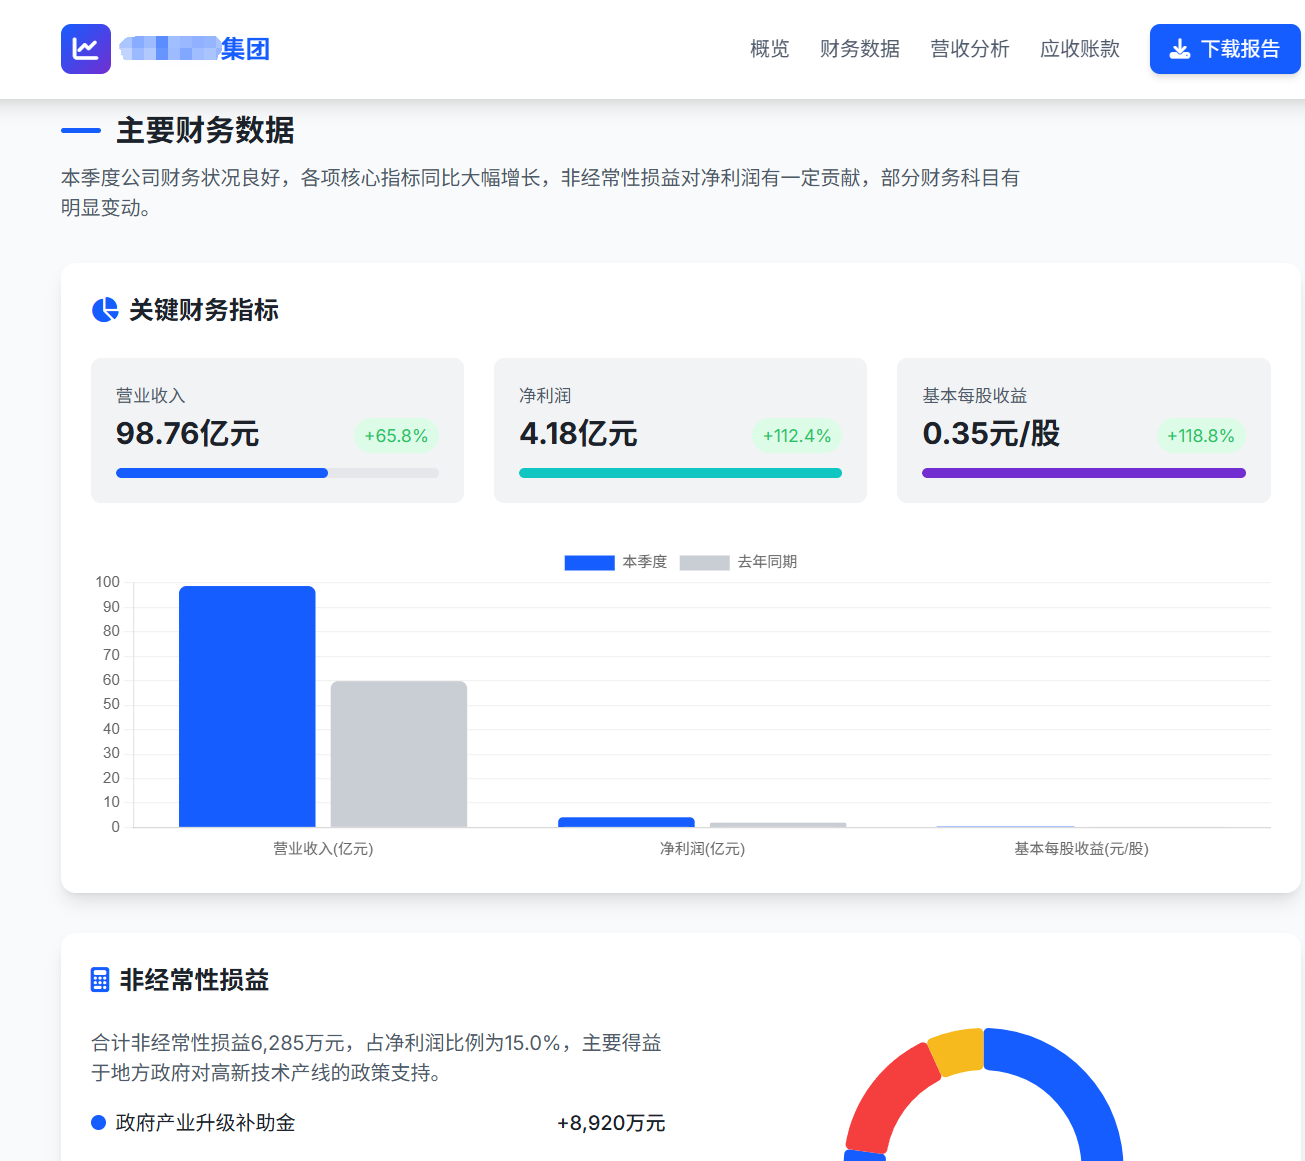 集团
概览
财务数据
营收分析
应收账款
下载报告
主要财务数据
本季度公司财务状况良好，各项核心指标同比大幅增长，非经常性损益对净利润有一定贡献，部分财务科目有
明显变动。
关键财务指标
营业收入
98.76亿元
+65.8%
净利润
4.18亿元
+112.4%
基本每股收益
0.35元/股
+118.8%
本季度
去年同期
100
90
80
70
60
50
40
30
20
10
0
营业收入(亿元)
净利润(亿元)
基本每股收益(元/股)
非经常性损益
合计非经常性损益6,285万元，占净利润比例为15.0%，主要得益
于地方政府对高新技术产线的政策支持。
政府产业升级补助金
+8,920万元